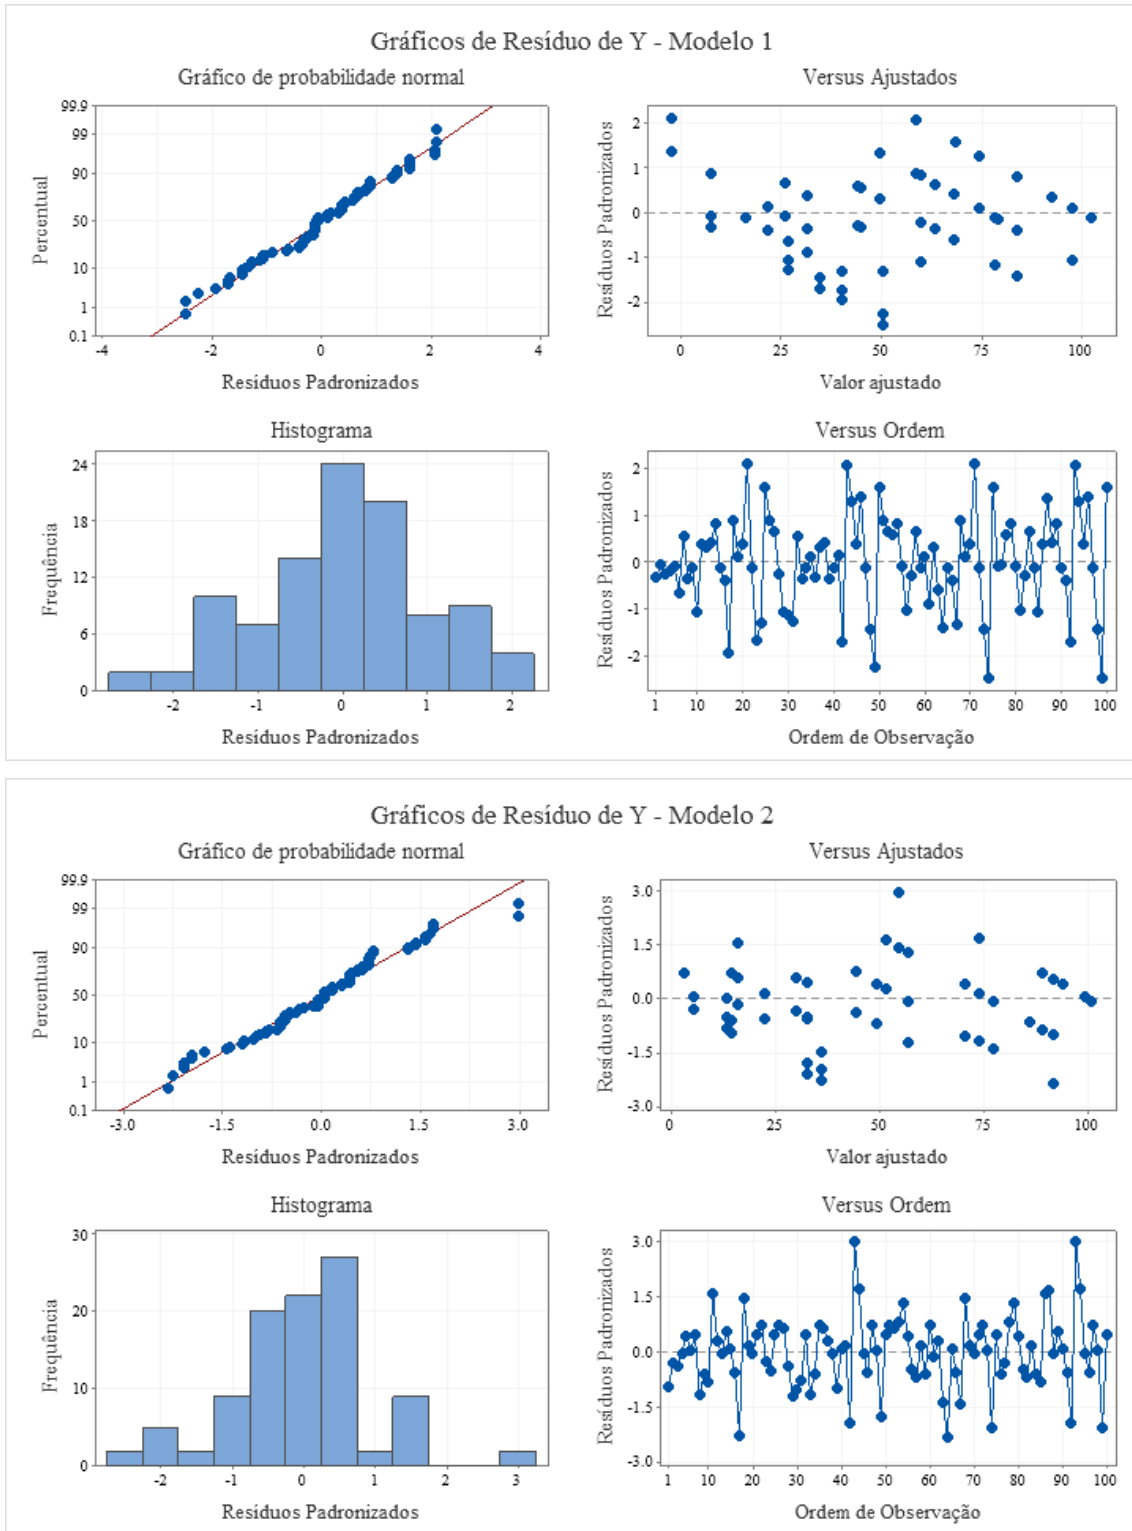 Gráficos de Resíduo de Y - Modelo 1
Gráfico de probabilidade normal
99.9
99
90
50
10
1
0.1
Percentual
-4 -2 0 2 4
Resíduos Padronizados
Versus Ajustados
2
1
0
-1
-2
Resíduos Padronizados
0 25 50 75 100
Valor ajustado
Histograma
24
18
12
6
0
Frequência
-2 -1 0 1 2
Resíduos Padronizados
Versus Ordem
2
1
0
-1
-2
Resíduos Padronizados
1 10 20 30 40 50 60 70 80 90 100
Ordem de Observação
Gráficos de Resíduo de Y - Modelo 2
Gráfico de probabilidade normal
99.9
99
90
50
10
1
0.1
Percentual
-3.0 -1.5 0.0 1.5 3.0
Resíduos Padronizados
Versus Ajustados
3.0
1.5
0.0
-1.5
-3.0
Resíduos Padronizados
0 25 50 75 100
Valor ajustado
Histograma
30
20
10
0
Frequência
-2 -1 0 1 2 3
Resíduos Padronizados
Versus Ordem
3.0
1.5
0.0
-1.5
-3.0
Resíduos Padronizados
1 10 20 30 40 50 60 70 80 90 100
Ordem de Observação